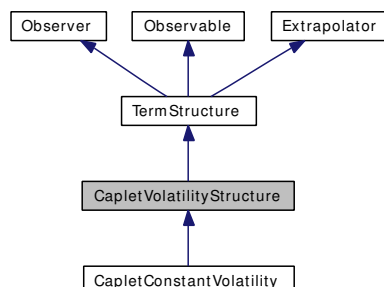 Observer Observable Extrapolator
TermStructure
CapletVolatilityStructure
CapletConstantVolatility